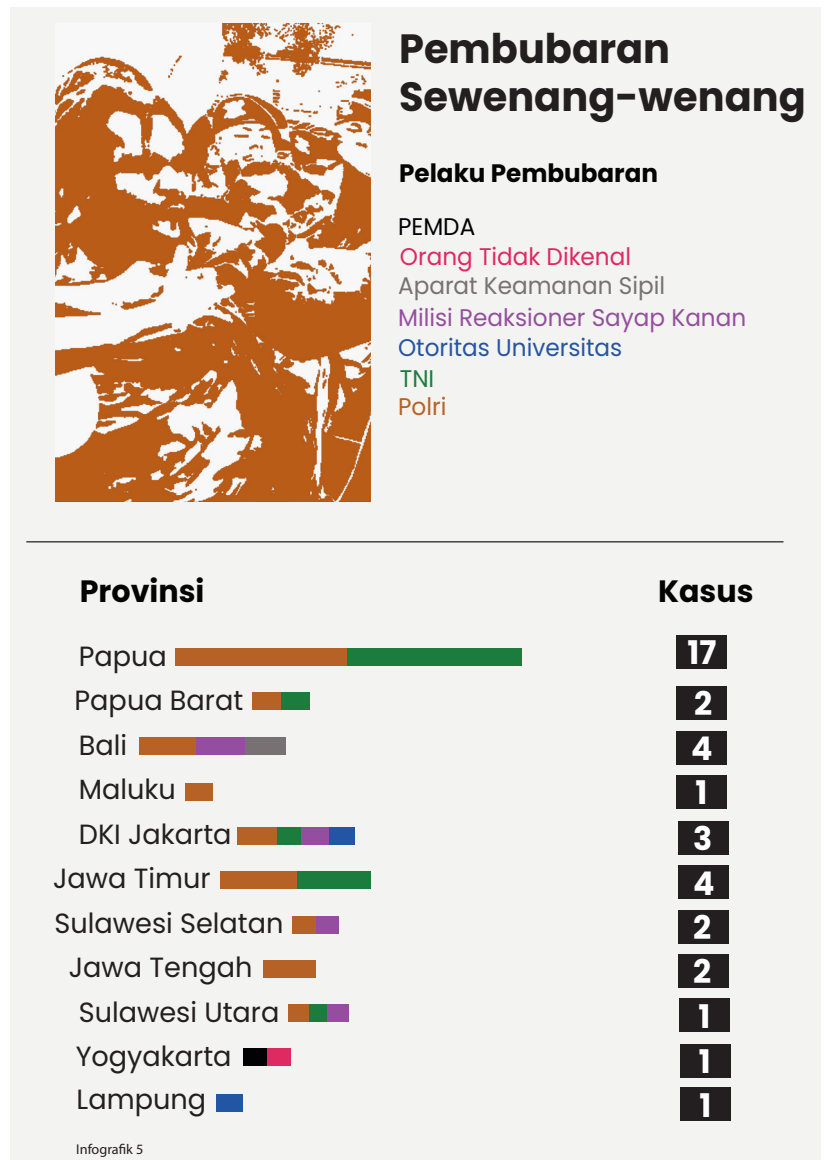 Pembubaran
Sewenang-wenang
Pelaku Pembubaran
PEMDA
Orang Tidak Dikenal
Aparat Keamanan Sipil
Milisi Reaksioner Sayap Kanan
Otoritas Universitas
TNI
Polri
Provinsi Kasus
Papua 17
Papua Barat 2
Bali 4
Maluku 1
DKI Jakarta 3
Jawa Timur 4
Sulawesi Selatan 2
Jawa Tengah 2
Sulawesi Utara 1
Yogyakarta 1
Lampung 1
Infografik 5